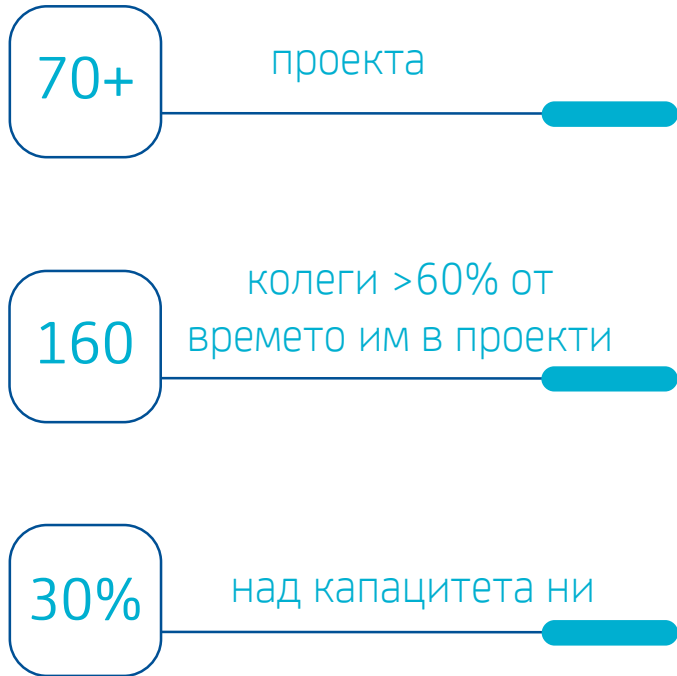 70+
проекта
160
колеги >60% от
времето им в проекти
30%
над капацитета ни